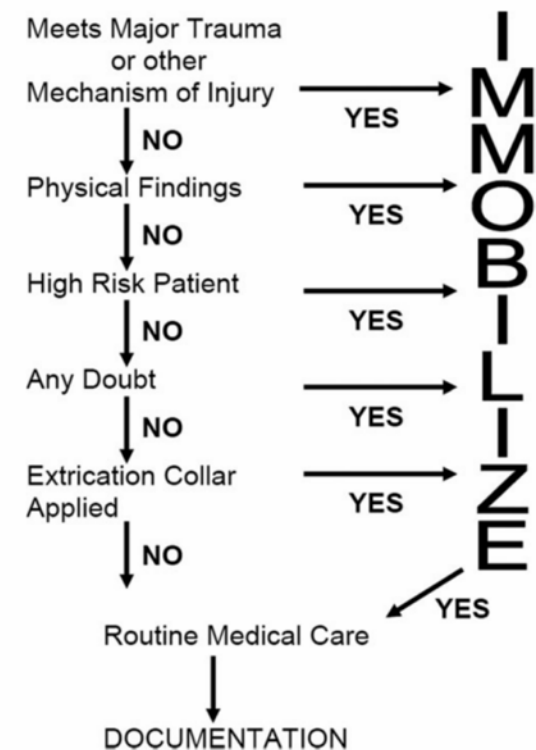 Meets Major Trauma
or other
Mechanism of Injury
YES
NO
Physical Findings
YES
NO
High Risk Patient
YES
NO
Any Doubt
YES
NO
Extrication Collar
Applied
YES
NO
IMMOBILIZE
YES
Routine Medical Care
DOCUMENTATION